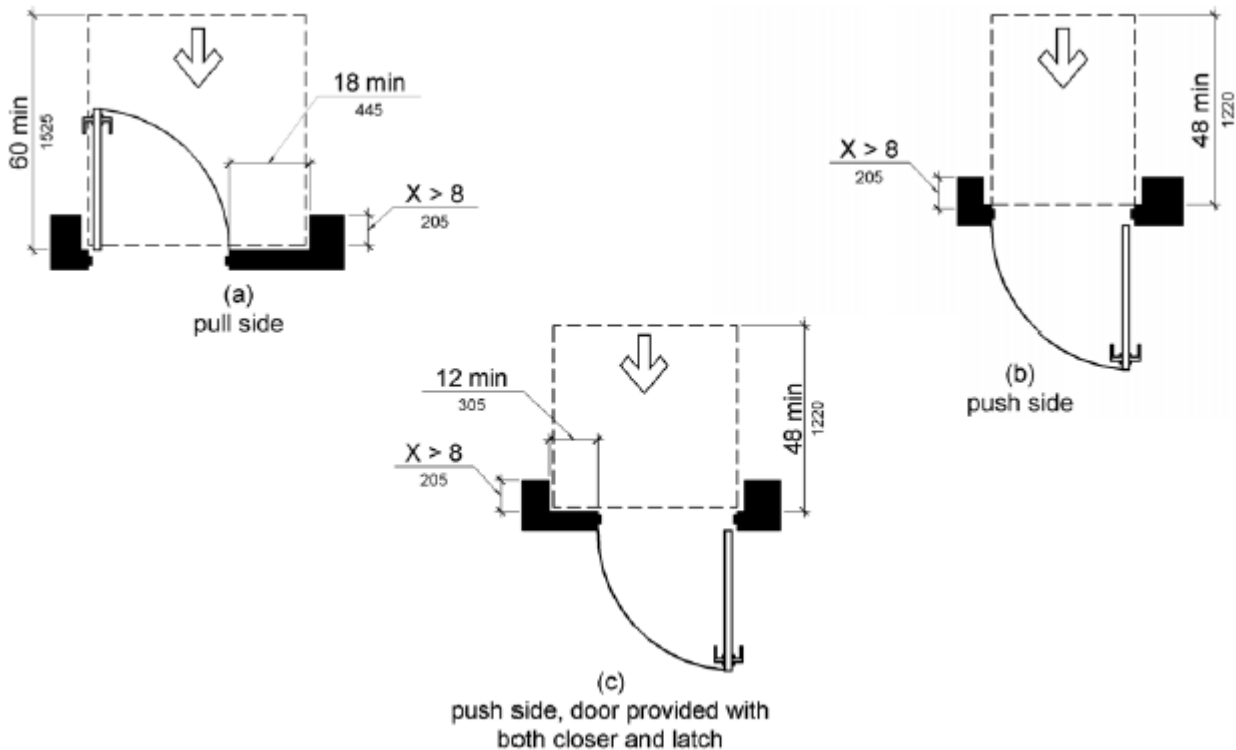 60 min
1525
18 min
445
X > 8
205
(a)
pull side
X > 8
205
48 min
1220
(b)
push side
12 min
305
X > 8
205
48 min
1220
(c)
push side, door provided with
both closer and latch